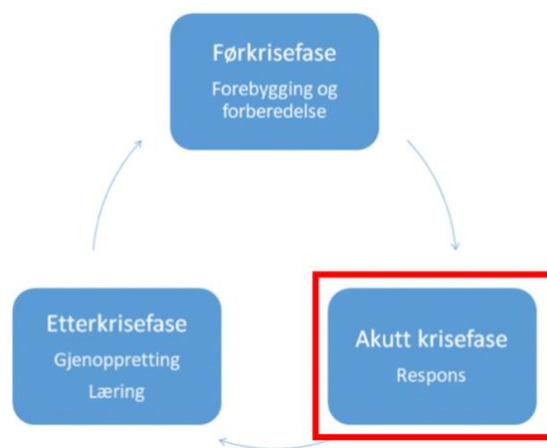 Førkrisefase
Forebygging og
forberedelse
Etterkrisefase
Gjenoppretting
Læring
Akutt krisefase
Respons